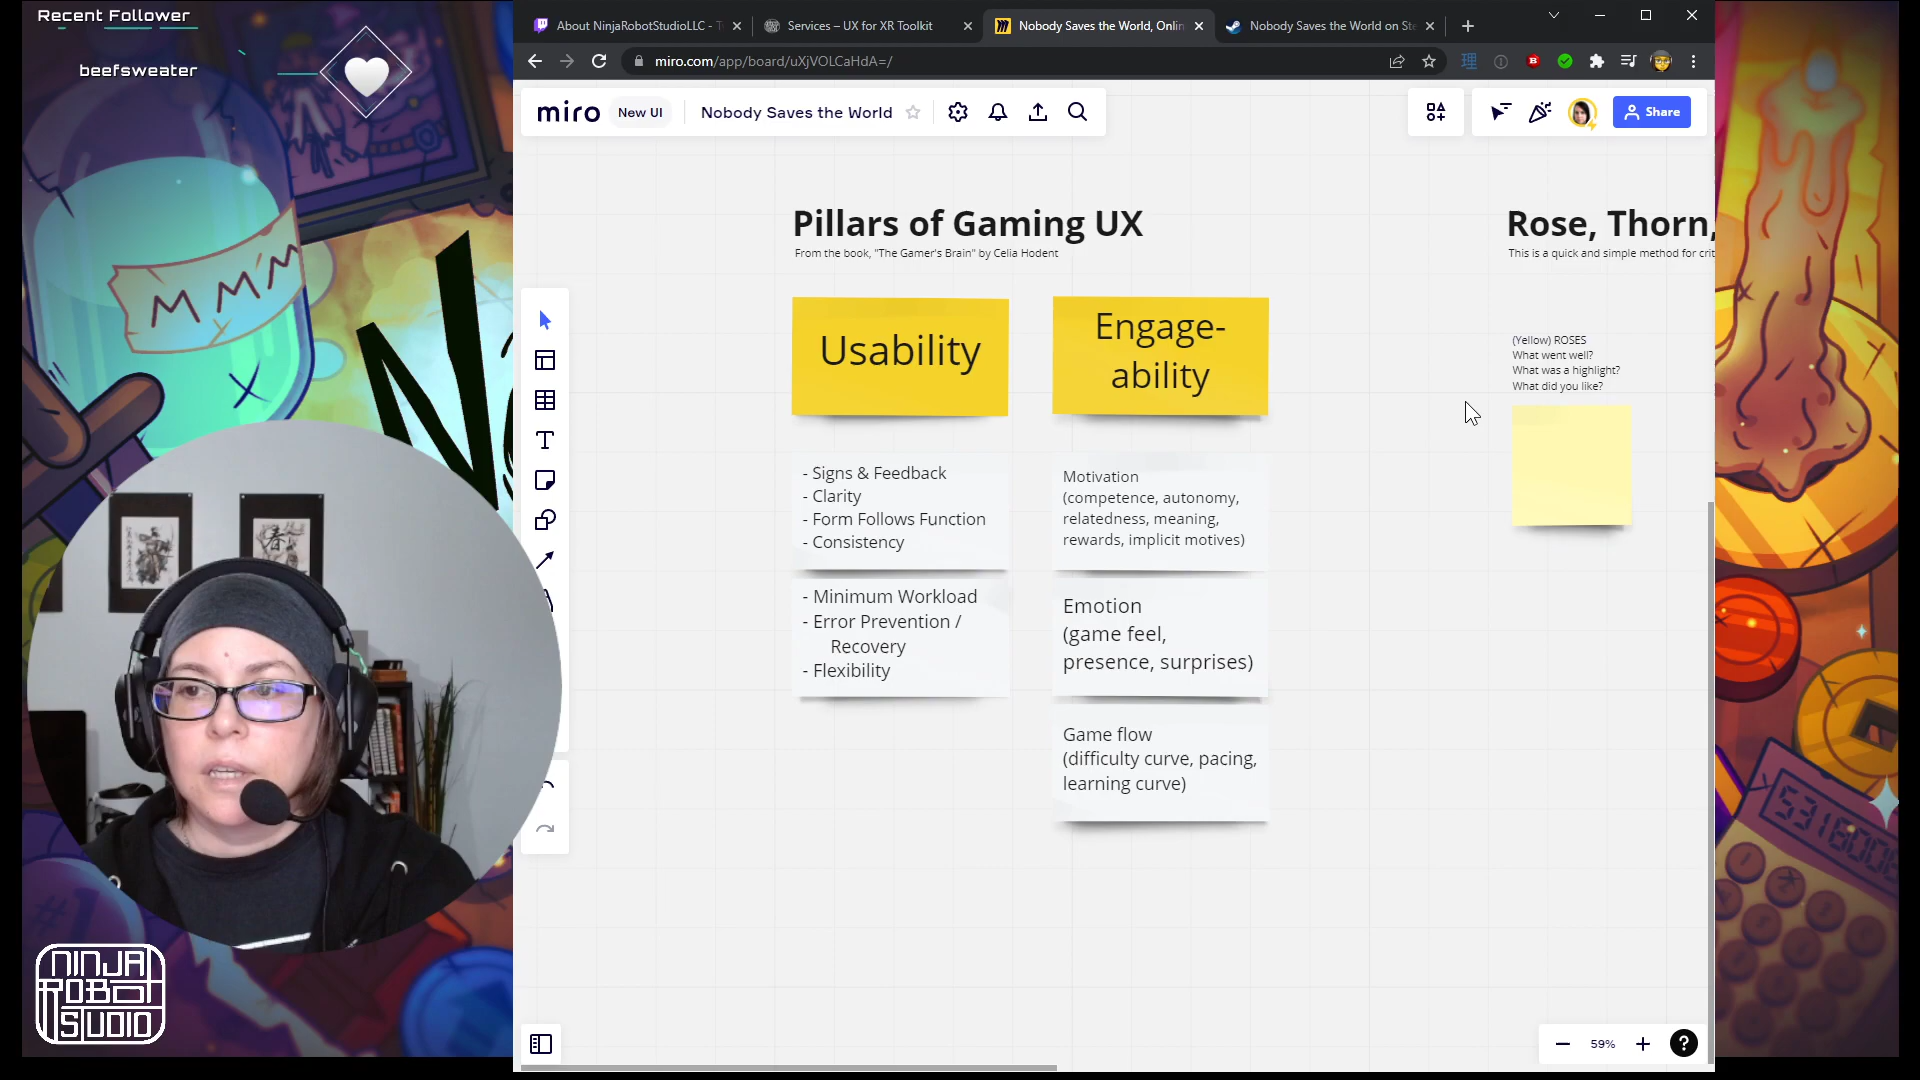 Recent Follower
beefsweater
MMM
NINJA
ROBOT
STUDIO
About NinjaRobotStudioLLC - T
Services – UX for XR Toolkit
Nobody Saves the World, Onlin
Nobody Saves the World on Ste
miro.com/app/board/uXjVOLCaHdA=/
miro
New UI
Nobody Saves the World
Share
Pillars of Gaming UX
From the book, "The Gamer's Brain" by Celia Hodent
Usability
- Signs & Feedback
- Clarity
- Form Follows Function
- Consistency
- Minimum Workload
- Error Prevention /
Recovery
- Flexibility
Engage-
ability
Motivation
(competence, autonomy,
relatedness, meaning,
rewards, implicit motives)
Emotion
(game feel,
presence, surprises)
Game flow
(difficulty curve, pacing,
learning curve)
Rose, Thorn,
This is a quick and simple method for crit
(Yellow) ROSES
What went well?
What was a highlight?
What did you like?
59%